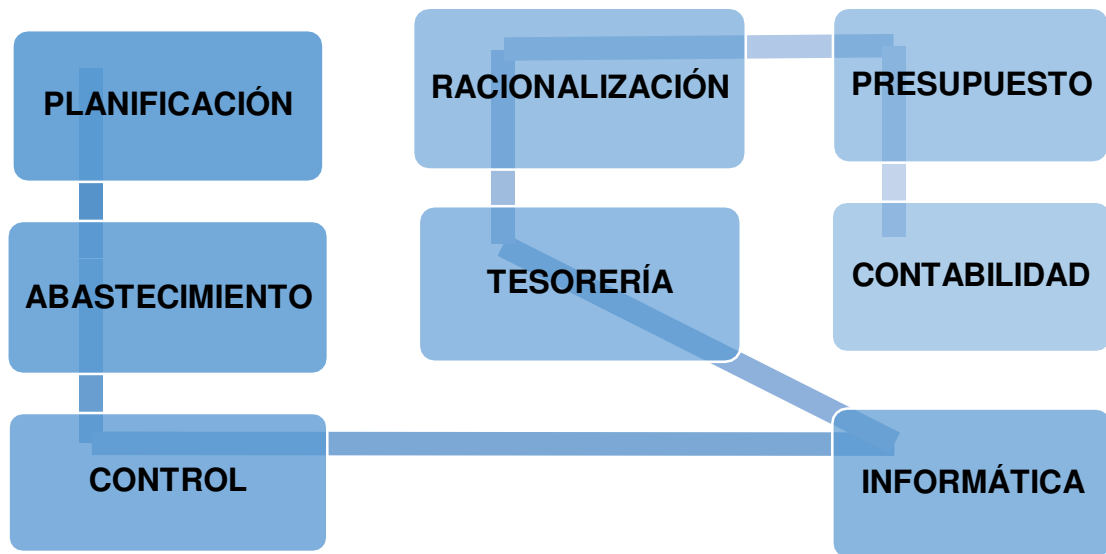 PLANIFICACIÓN
RACIONALIZACIÓN
PRESUPUESTO
ABASTECIMIENTO
TESORERÍA
CONTABILIDAD
CONTROL
INFORMÁTICA